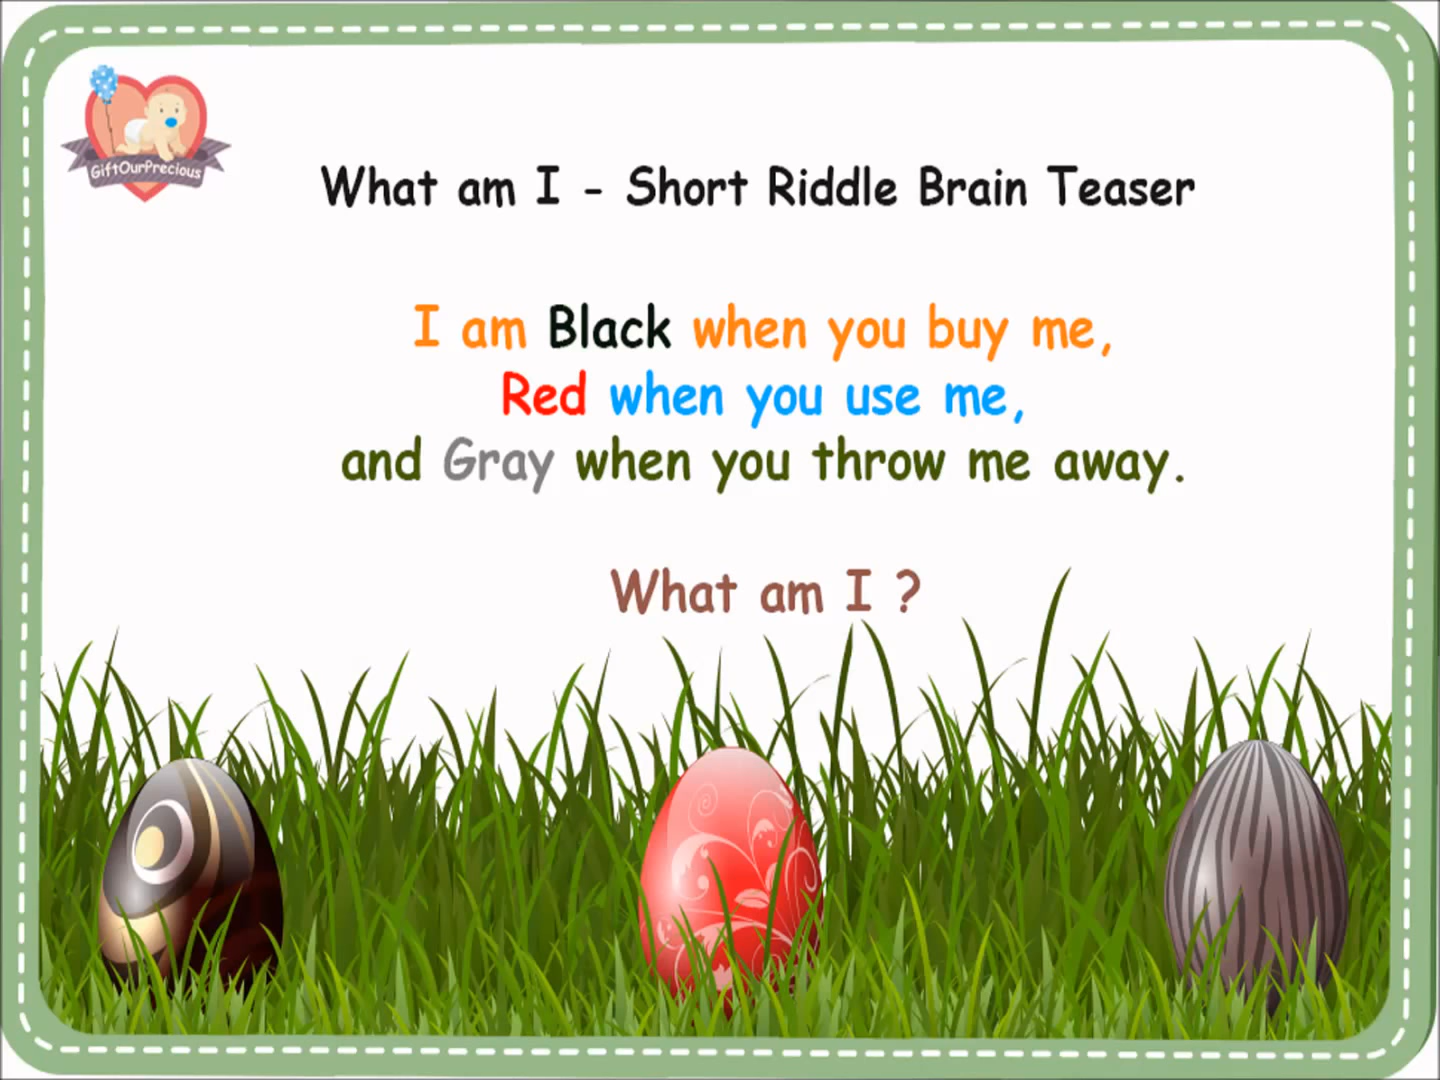 GiftOurPrecious
What am I - Short Riddle Brain Teaser
I am Black when you buy me,
Red when you use me,
and Gray when you throw me away.
What am I ?